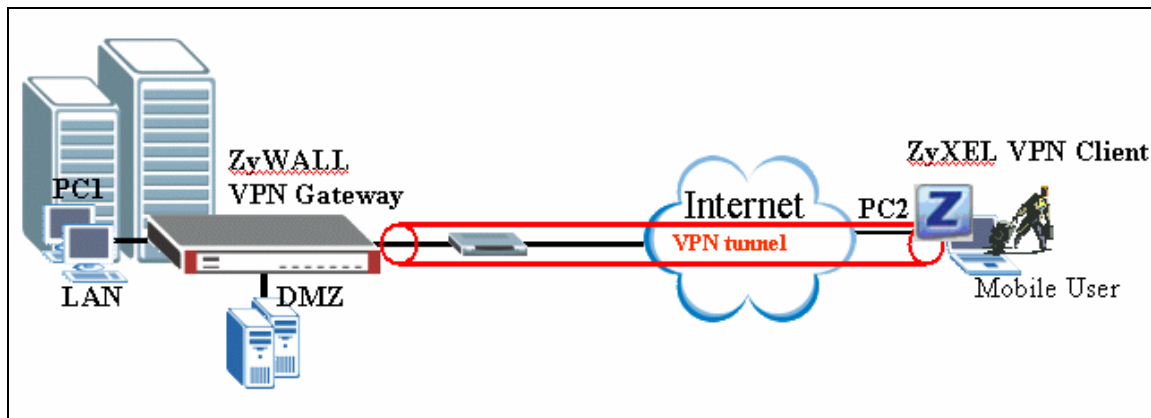 ZyWALL
VPN Gateway
PC1
LAN
DMZ
Internet
VPN tunnel
PC2
ZyXEL VPN Client
Z
Mobile User